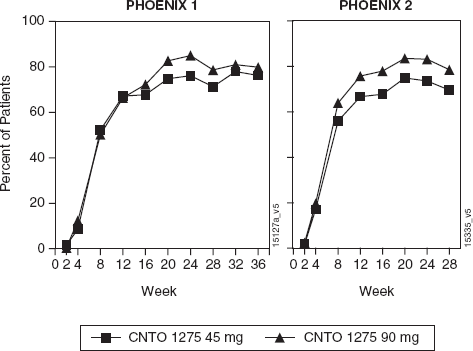 PHOENIX 1
PHOENIX 2
Percent of Patients
100
80
60
40
20
0
0 2 4 8 12 16 20 24 28 32 36
Week
15127a_v5
0 2 4 8 12 16 20 24 28
Week
15335_v5
CNTO 1275 45 mg
CNTO 1275 90 mg